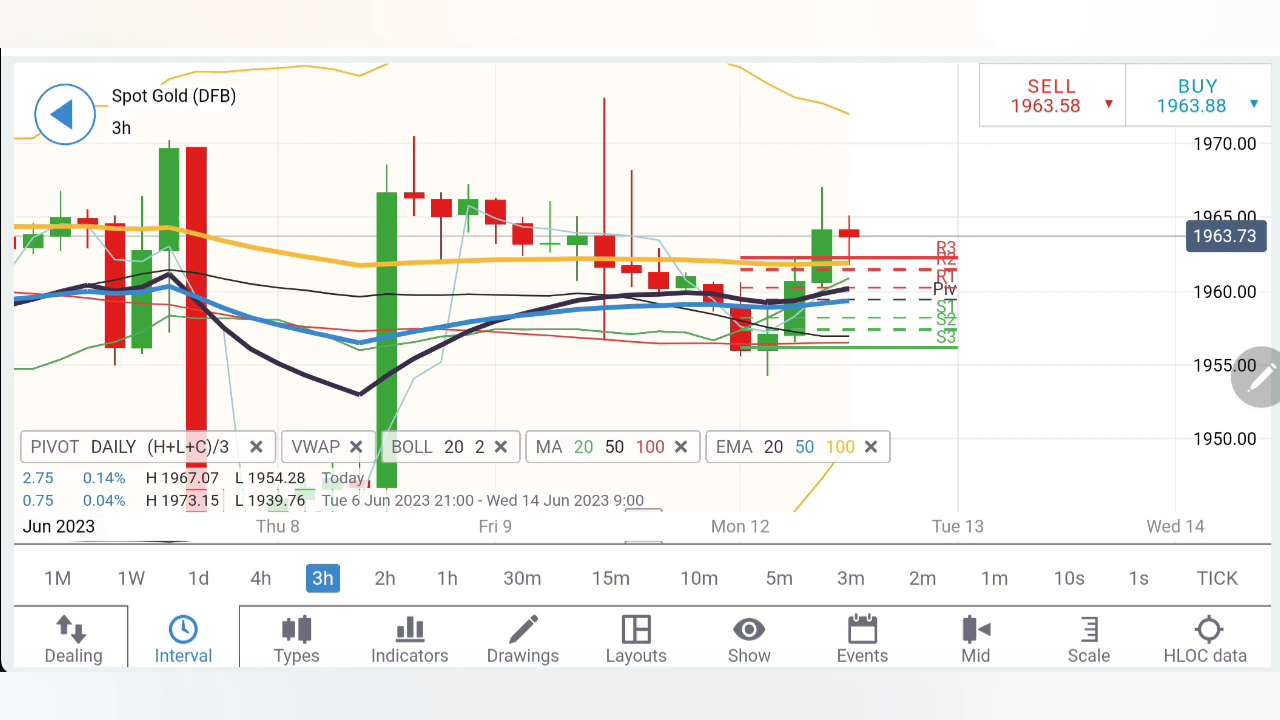 Spot Gold (DFB)
3h
SELL
1963.58
BUY
1963.88
1970.00
1965.00
1963.73
1960.00
1955.00
1950.00
R3
R2
R1
Piv
S1
S2
S3
PIVOT DAILY (H+L+C)/3
VWAP
BOLL 20 2
MA 20 50 100
EMA 20 50 100
2.75 0.14% H 1967.07 L 1954.28 Today
0.75 0.04% H 1973.15 L 1939.76 Tue 6 Jun 2023 21:00 - Wed 14 Jun 2023 9:00
Jun 2023 Thu 8 Fri 9 Mon 12 Tue 13 Wed 14
1M 1W 1d 4h 3h 2h 1h 30m 15m 10m 5m 3m 2m 1m 10s 1s TICK
Dealing Interval Types Indicators Drawings Layouts Show Events Mid Scale HLOC data